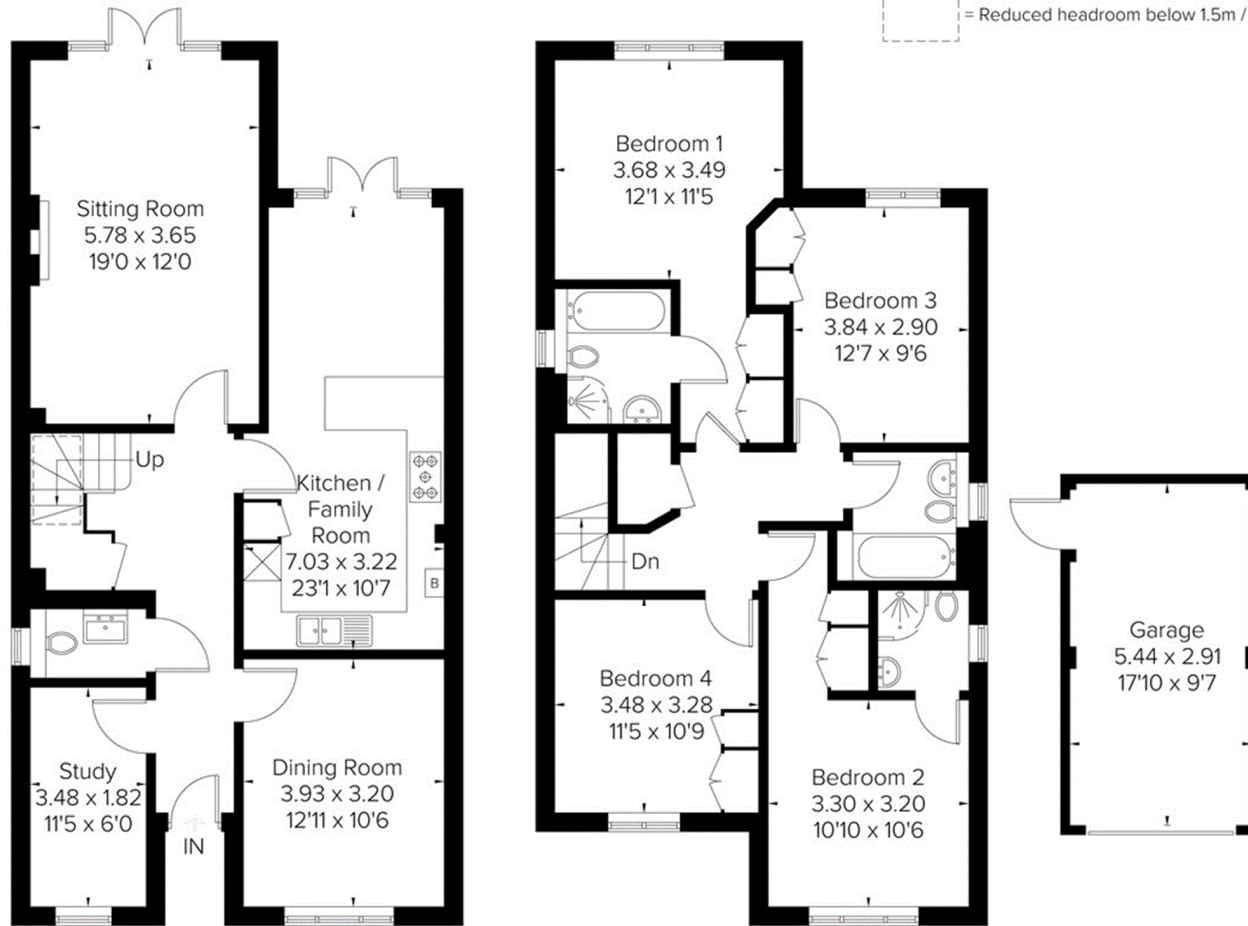 = Reduced headroom below 1.5m /
Sitting Room
5.78 x 3.65
19'0 x 12'0
Up
Kitchen /
Family
Room
7.03 x 3.22
23'1 x 10'7
B
Study
3.48 x 1.82
11'5 x 6'0
IN
Dining Room
3.93 x 3.20
12'11 x 10'6
Bedroom 1
3.68 x 3.49
12'1 x 11'5
Bedroom 3
3.84 x 2.90
12'7 x 9'6
Dn
Bedroom 4
3.48 x 3.28
11'5 x 10'9
Bedroom 2
3.30 x 3.20
10'10 x 10'6
Garage
5.44 x 2.91
17'10 x 9'7